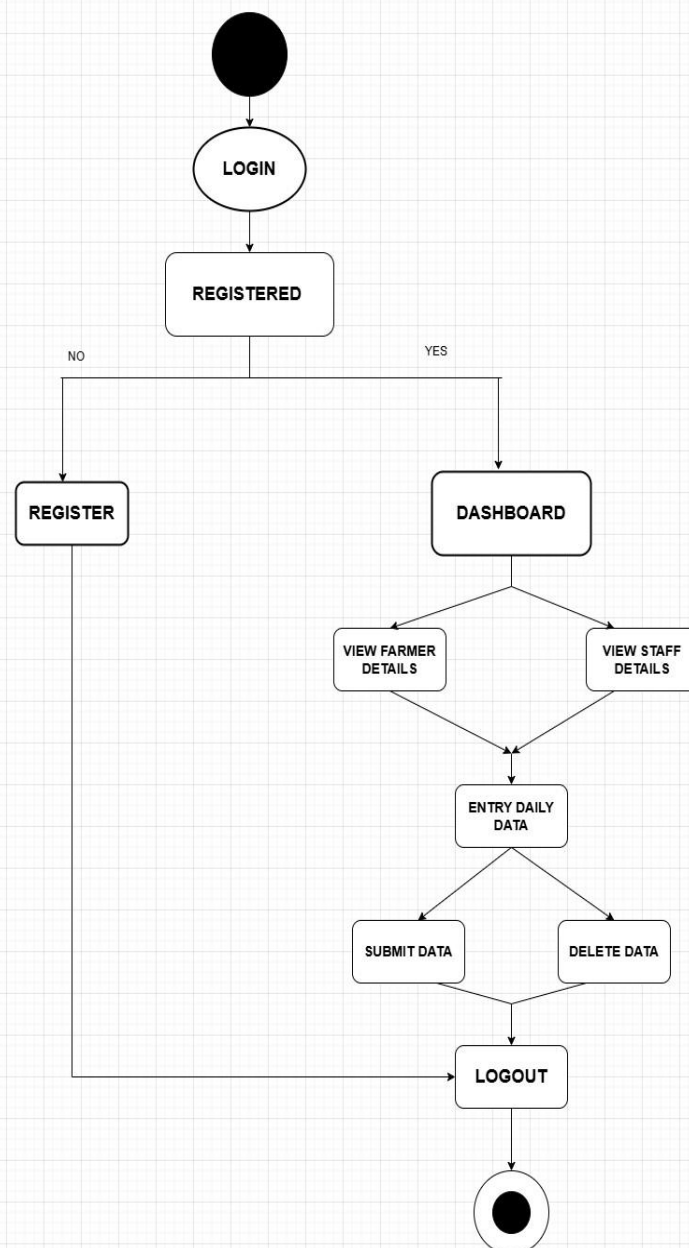 LOGIN
REGISTERED
NO
YES
REGISTER
DASHBOARD
VIEW FARMER
DETAILS
VIEW STAFF
DETAILS
ENTRY DAILY
DATA
SUBMIT DATA
DELETE DATA
LOGOUT